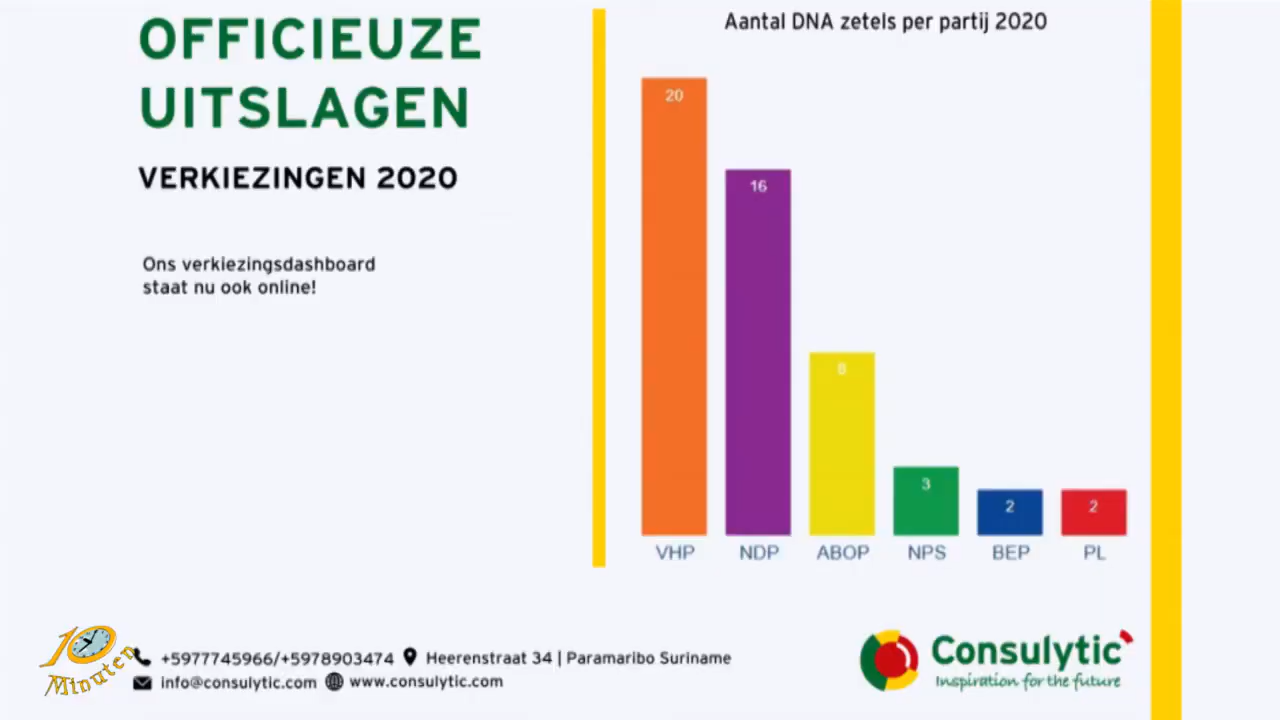 OFFICIEUZE
UITSLAGEN
VERKIEZINGEN 2020
Ons verkiezingsdashboard
staat nu ook online!
Aantal DNA zetels per partij 2020
20
16
8
3
2
2
VHP NDP ABOP NPS BEP PL
10
Minuten
+5977745966/+5978903474 Heerenstraat 34 | Paramaribo Suriname
info@consulytic.com www.consulytic.com
Consulytic
Inspiration for the future